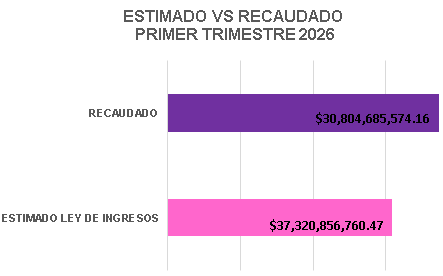 ESTIMADO VS RECAUDADO
PRIMER TRIMESTRE 2026
RECAUDADO
$30,804,685,574.16
ESTIMADO LEY DE INGRESOS
$37,320,856,760.47